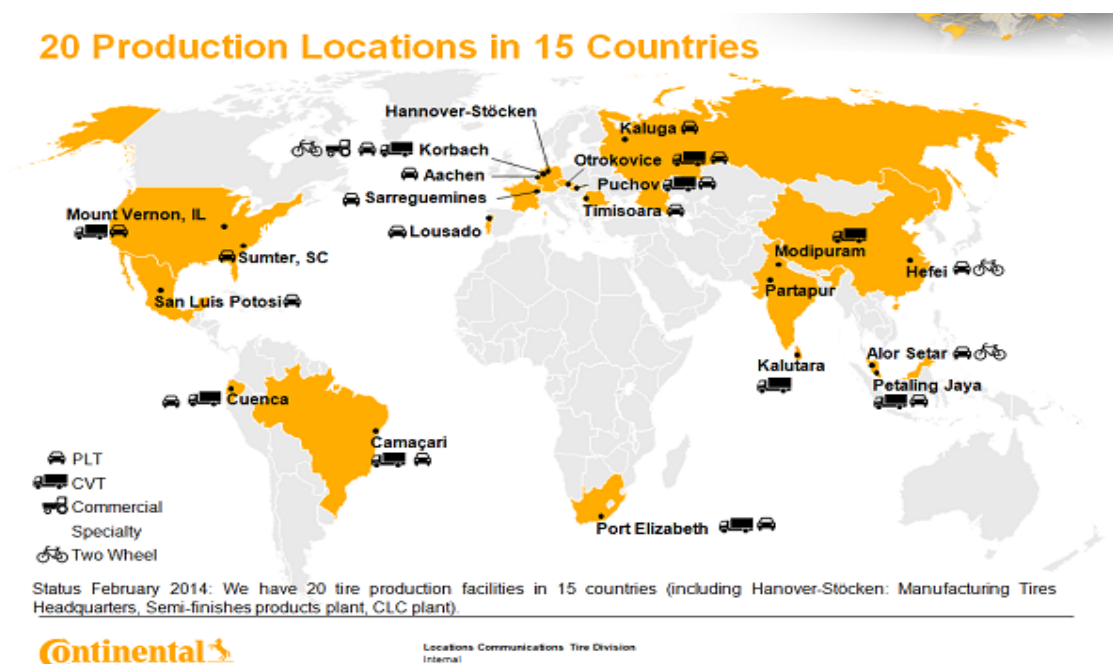 20 Production Locations in 15 Countries
Hannover-Stöcken
Korbach
Aachen
Sarreguemines
Lousado
Kaluga
Otrokovice
Puchov
Timisoara
Mount Vernon, IL
Sumter, SC
San Luis Potosi
Modipuram
Hefei
Partapur
Kalutara
Alor Setar
Petaling Jaya
Cuenca
Camaçari
Port Elizabeth
PLT
CVT
Commercial
Specialty
Two Wheel
Status February 2014: We have 20 tire production facilities in 15 countries (including Hanover-Stöcken: Manufacturing Tires
Headquarters, Semi-finishes products plant, CLC plant).
Continental
Locations Communications Tire Division
Internal